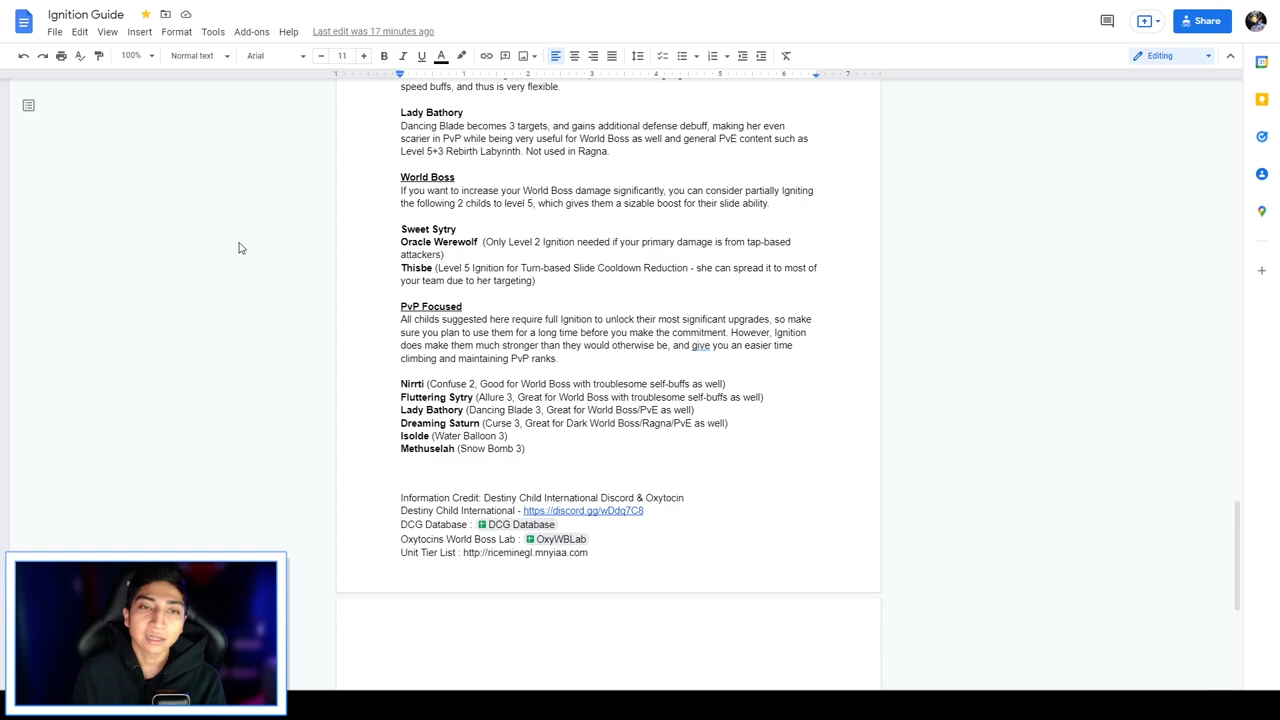 Ignition Guide
File Edit View Insert Format Tools Add-ons Help Last edit was 17 minutes ago
Share
100% Normal text Arial 11 B I U A
Editing
1 1 2 3 4 5 6 7
speed buffs, and thus is very flexible.
Lady Bathory
Dancing Blade becomes 3 targets, and gains additional defense debuff, making her even
scarier in PvP while being very useful for World Boss as well and general PvE content such as
Level 5+3 Rebirth Labyrinth. Not used in Ragna.
World Boss
If you want to increase your World Boss damage significantly, you can consider partially Igniting
the following 2 childs to level 5, which gives them a sizable boost for their slide ability.
Sweet Sytry
Oracle Werewolf (Only Level 2 Ignition needed if your primary damage is from tap-based
attackers)
Thisbe (Level 5 Ignition for Turn-based Slide Cooldown Reduction - she can spread it to most of
your team due to her targeting)
PvP Focused
All childs suggested here require full Ignition to unlock their most significant upgrades, so make
sure you plan to use them for a long time before you make the commitment. However, Ignition
does make them much stronger than they would otherwise be, and give you an easier time
climbing and maintaining PvP ranks.
Nirrti (Confuse 2, Good for World Boss with troublesome self-buffs as well)
Fluttering Sytry (Allure 3, Great for World Boss with troublesome self-buffs as well)
Lady Bathory (Dancing Blade 3, Great for World Boss/PvE as well)
Dreaming Saturn (Curse 3, Great for Dark World Boss/Ragna/PvE as well)
Isolde (Water Balloon 3)
Methuselah (Snow Bomb 3)
Information Credit: Destiny Child International Discord & Oxytocin
Destiny Child International - https://discord.gg/wDdq7C8
DCG Database : DCG Database
Oxytocins World Boss Lab : OxyWBLab
Unit Tier List : http://riceminegl.mnyiaa.com